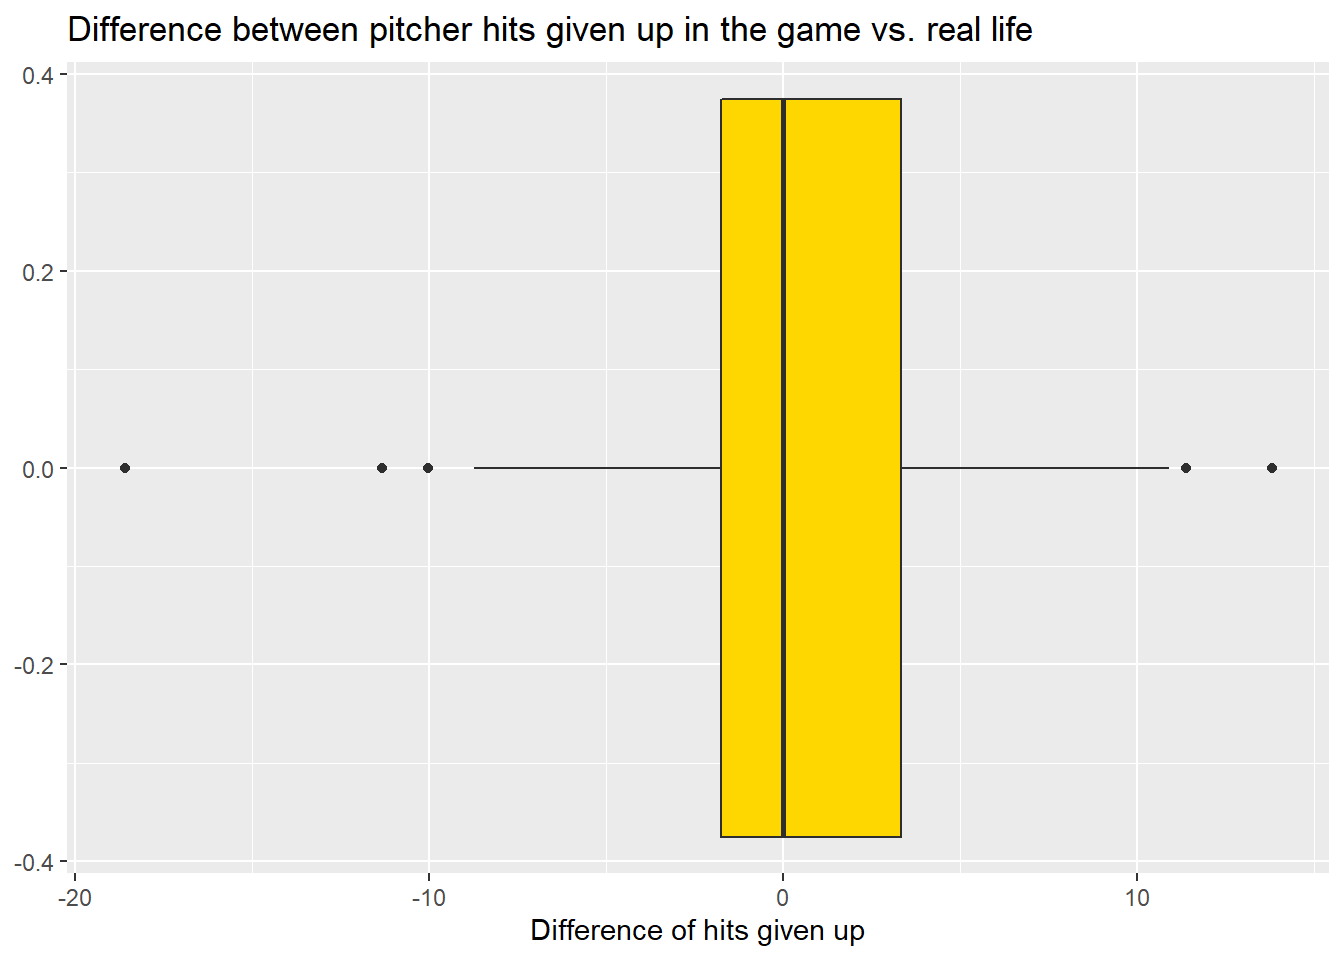 Difference between pitcher hits given up in the game vs. real life
0.4
0.2
0.0
-0.2
-0.4
-20 -10 0 10
Difference of hits given up